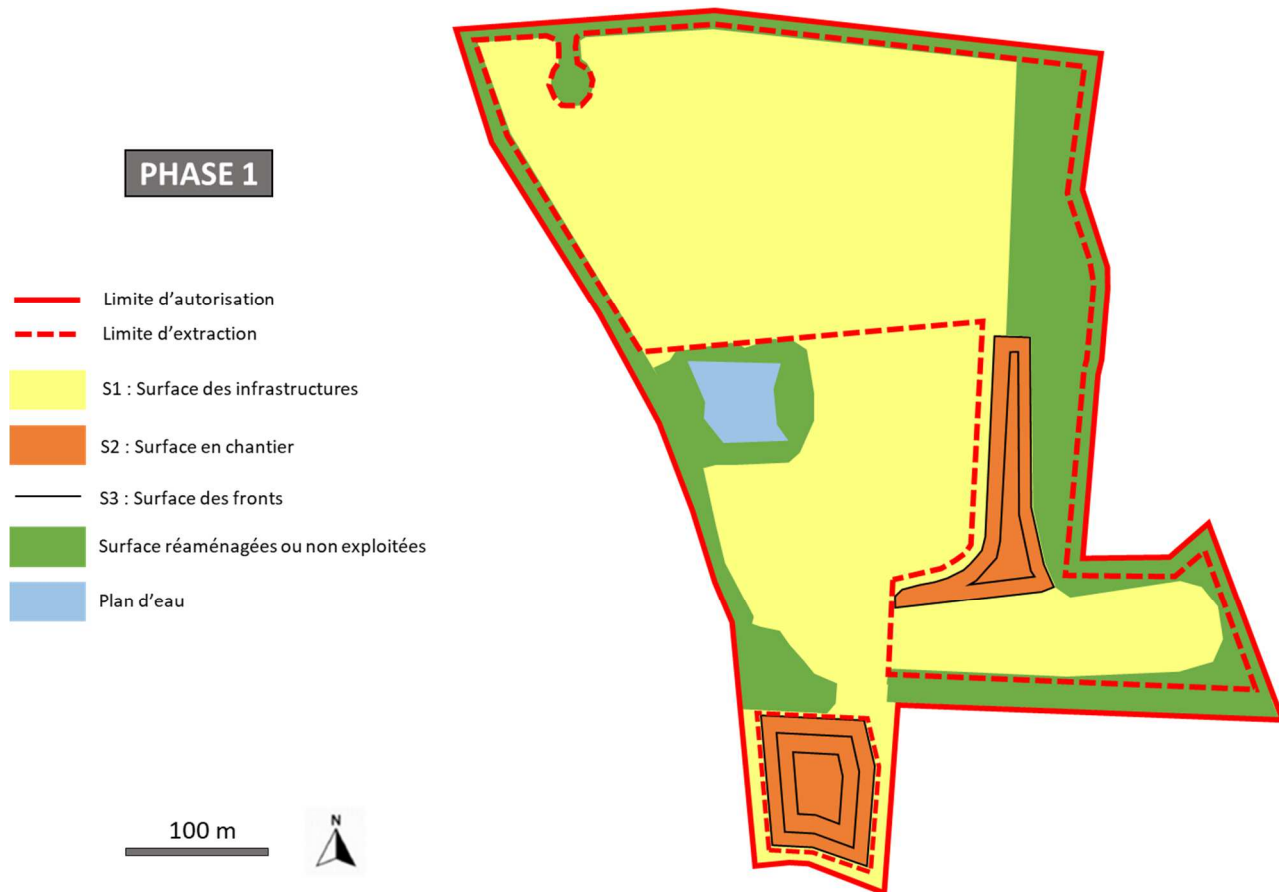 PHASE 1
Limite d'autorisation
Limite d'extraction
S1 : Surface des infrastructures
S2 : Surface en chantier
S3 : Surface des fronts
Surface réaménagées ou non exploitées
Plan d'eau
100 m
N